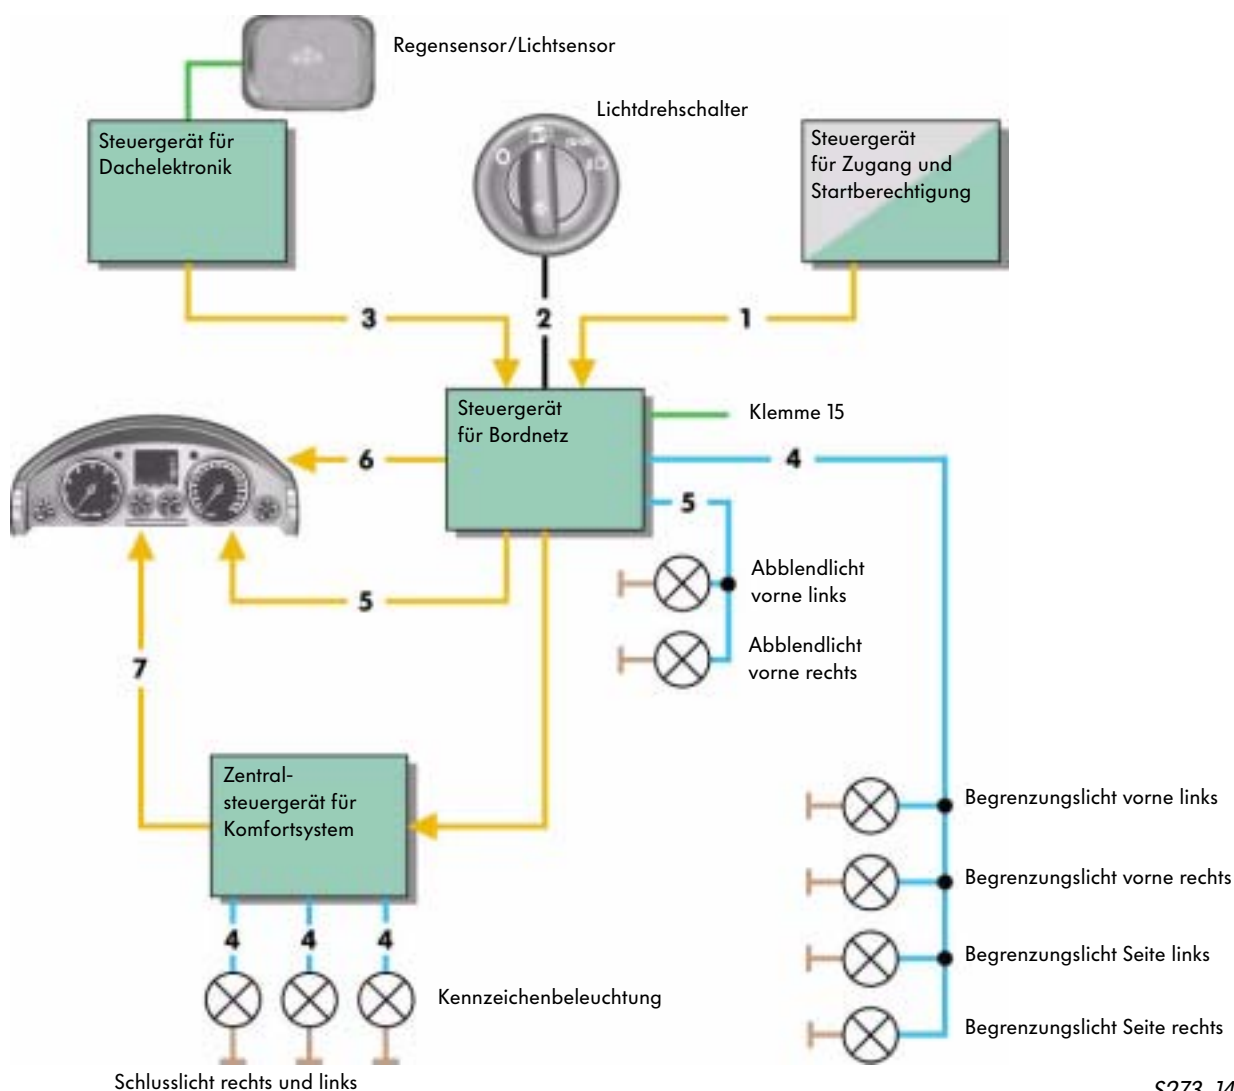 Regensensor/Lichtsensor
Lichtdrehschalter
Steuergerät für
Dachelektronik
Steuergerät
für Zugang und
Startberechtigung
3
2
1
Steuergerät
für Bordnetz
Klemme 15
6
4
5
Abblendlicht
vorne links
5
Abblendlicht
vorne rechts
7
Zentral-
steuergerät für
Komfortsystem
Begrenzungslicht vorne links
Begrenzungslicht vorne rechts
4
4
4
Begrenzungslicht Seite links
Kennzeichenbeleuchtung
Begrenzungslicht Seite rechts
Schlusslicht rechts und links
S273_14